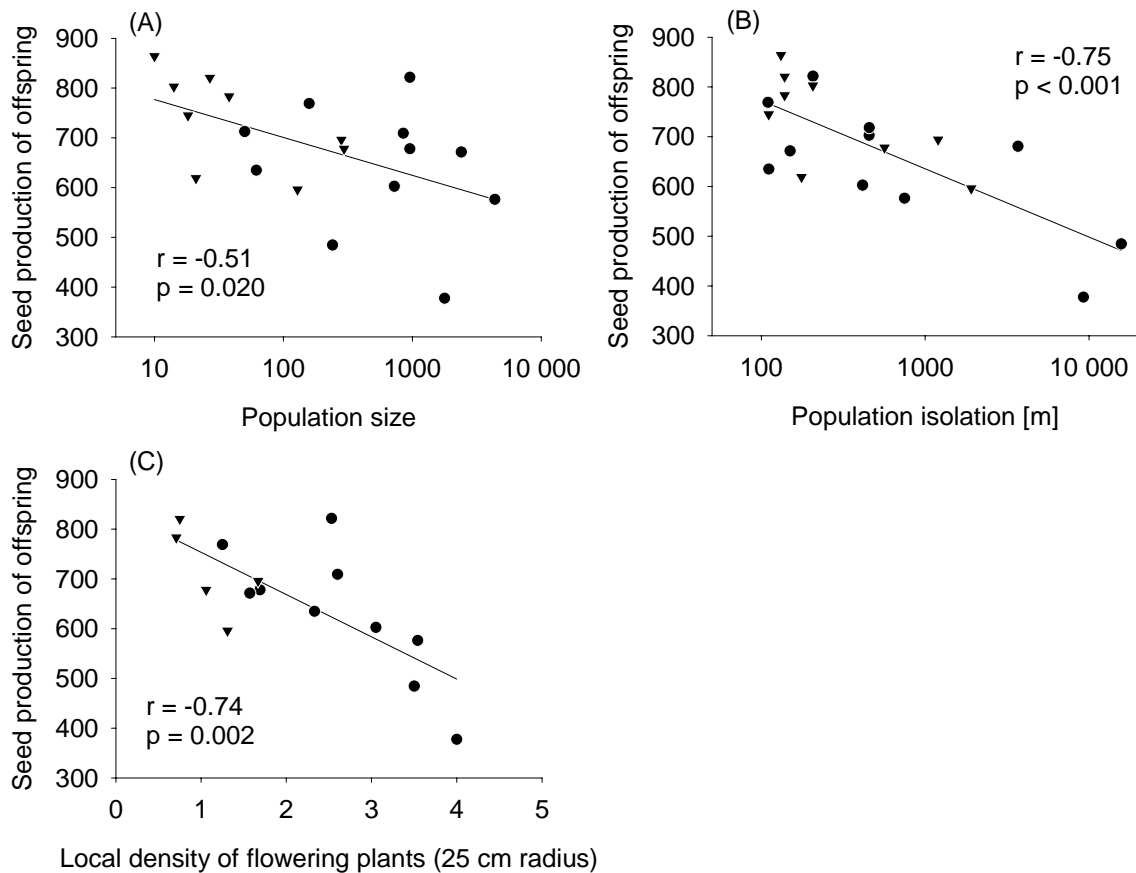 (A)
Seed production of offspring
900
800
700
600
500
400
300
r = -0.51
p = 0.020
10
100
1000
10 000
Population size
(B)
Seed production of offspring
900
800
700
600
500
400
300
r = -0.75
p < 0.001
100
1000
10 000
Population isolation [m]
(C)
Seed production of offspring
900
800
700
600
500
400
300
r = -0.74
p = 0.002
0
1
2
3
4
5
Local density of flowering plants (25 cm radius)